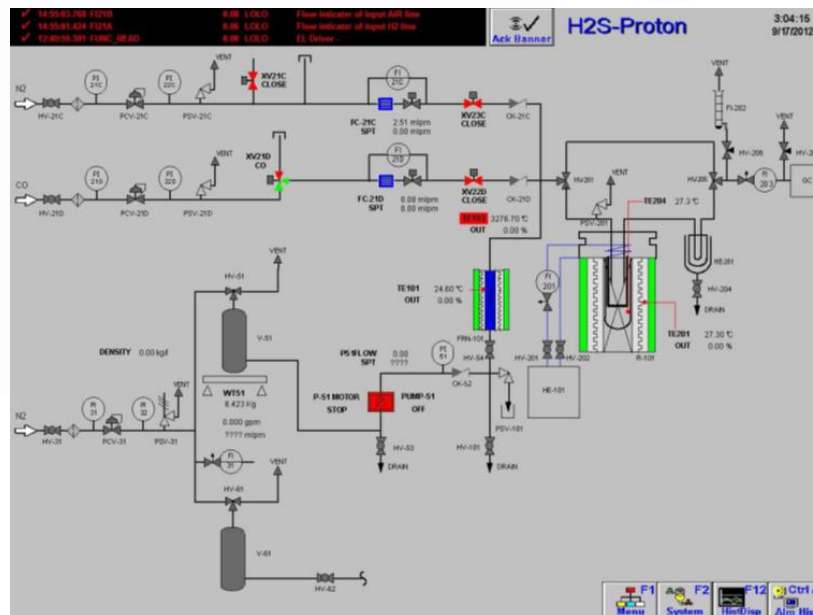 14:55:03.768 FI21D 0.00 LOLO Flow indicator of input AIR line
14:55:01.424 FI21A 0.06 LOLO Flow indicator of input H2 line
12:40:59.381 FUNC_READ 0.00 LOLO EL Driver -
Ack Banner
H2S-Proton
3:04:15
9/17/2012
N2
HV-21C
PI 21C
PCV-21C
PI 22C
PSV-21C
VENT
XV21C
CLOSE
FI 21C
FC-21C 2.51 mlpm
SPT 0.00 mlpm
XV23C
CLOSE
CK-21C
CO
HV-21D
PI 21D
PCV-21D
PI 22D
PSV-21D
VENT
XV21D
CO
FI 21D
FC-21D 0.08 mlpm
SPT 0.00 mlpm
XV22D
CLOSE
CK-21D
TE102 3276.70 ℃
OUT 0.00 %
TE101 24.60 ℃
OUT 0.00 %
FRN-101
HV-54
VENT
FI-202
HV-206
VENT
HV-201
HV205
PI 203
GC
PSV-201
VENT
TE204 27.3 ℃
HE201
HV-204
DRAIN
FI 201
HV-201
HV-202
HE-101
R-101
TE201 27.30 ℃
OUT 0.00 %
HV-51
VENT
V-51
DENSITY 0.00 kg/l
WT51
8.423 Kg
0.000 gpm
???? mlpm
P51FLOW 0.00
SPT ????
PI 51
CK-52
PSV-101
P-51 MOTOR
STOP
PUMP-51
OFF
HV-53
DRAIN
HV-101
DRAIN
N2
HV-31
PI 31
PCV-31
PI 32
PSV-31
VENT
FI 31
HV-61
VENT
V-61
HV-62
F1
Menu
F2
System
F12
HistDisp
Ctrl
Alm His